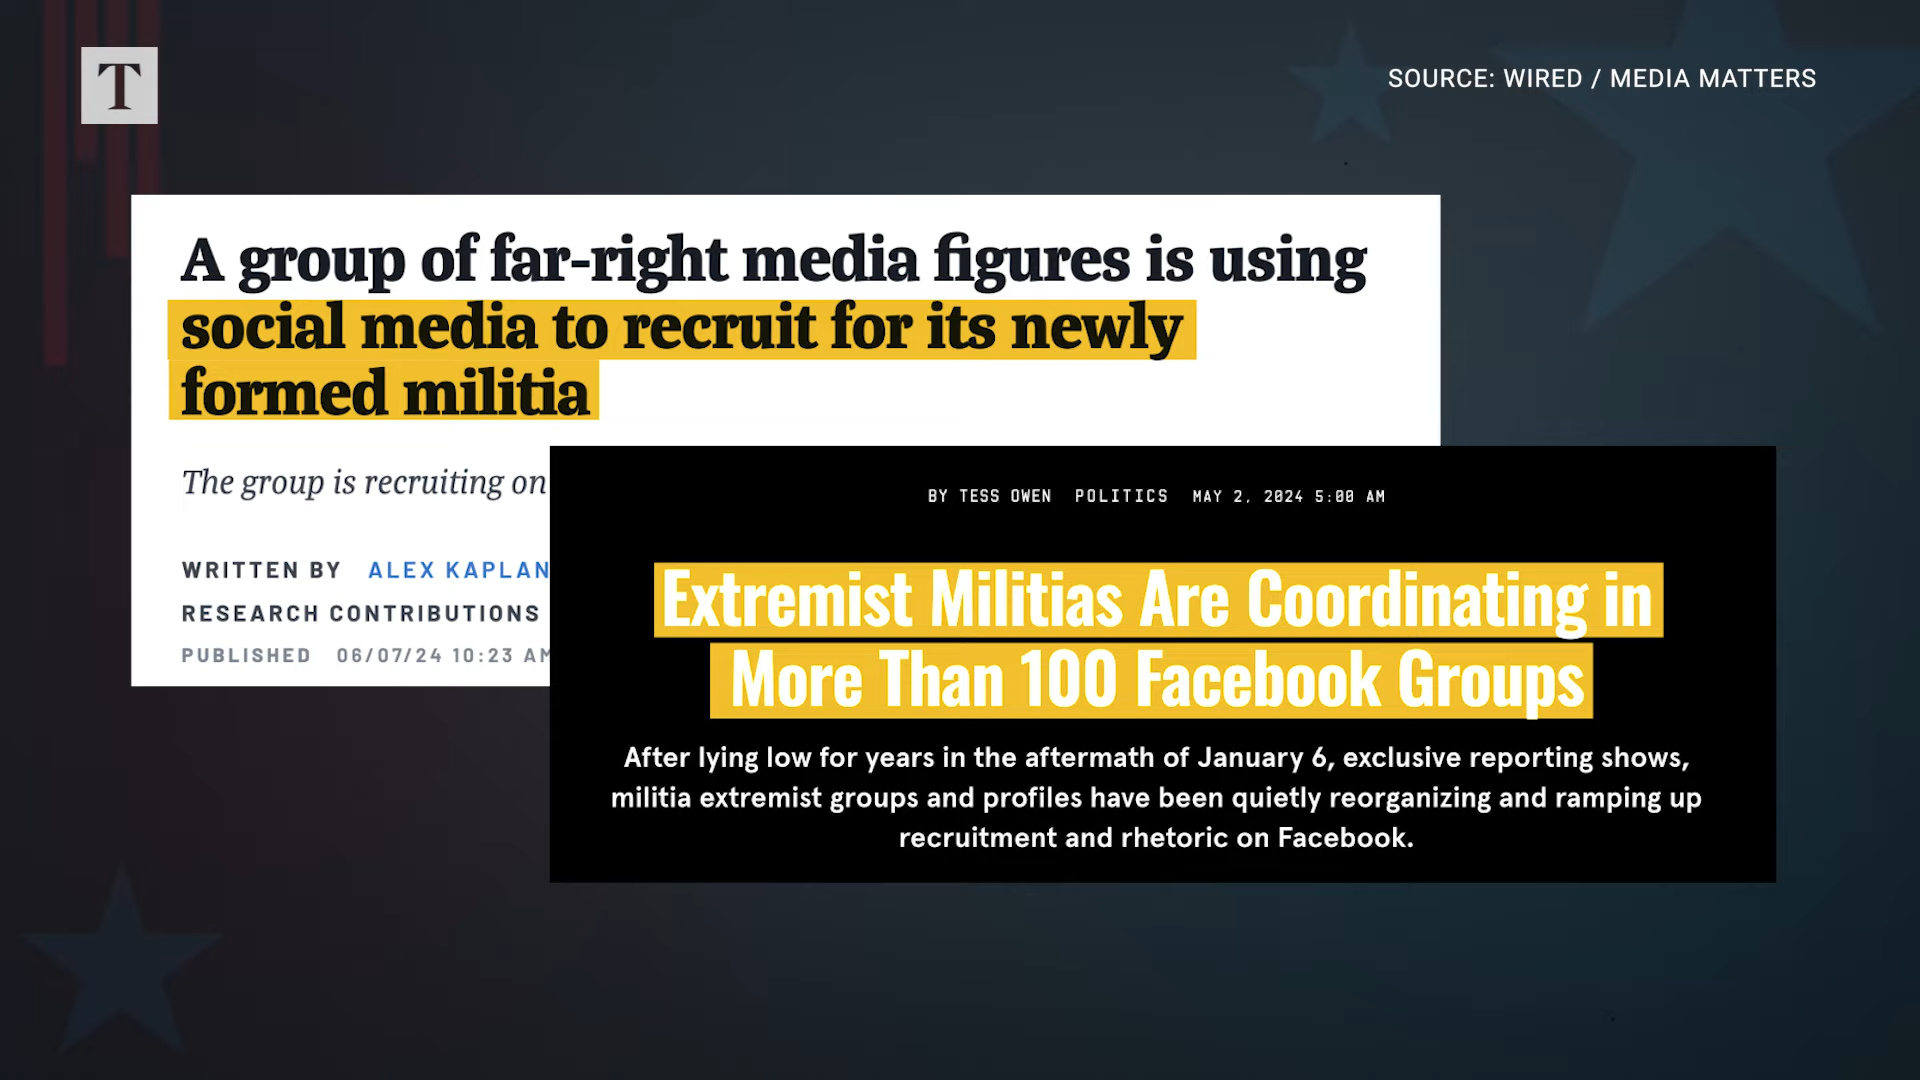 T
SOURCE: WIRED / MEDIA MATTERS
A group of far-right media figures is using
social media to recruit for its newly
formed militia
The group is recruiting on
WRITTEN BY ALEX KAPLAN
RESEARCH CONTRIBUTIONS
PUBLISHED 06/07/24 10:23 AM
BY TESS OWEN POLITICS MAY 2, 2024 5:00 AM
Extremist Militias Are Coordinating in
More Than 100 Facebook Groups
After lying low for years in the aftermath of January 6, exclusive reporting shows,
militia extremist groups and profiles have been quietly reorganizing and ramping up
recruitment and rhetoric on Facebook.